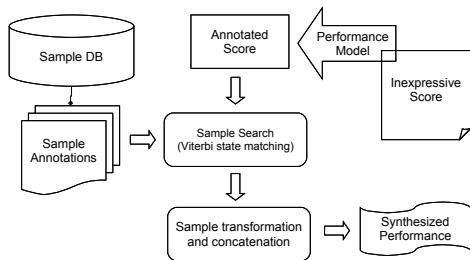 Sample DB
Annotated
Score
Performance
Model
Inexpressive
Score
Sample
Annotations
Sample Search
(Viterbi state matching)
Sample transformation
and concatenation
Synthesized
Performance